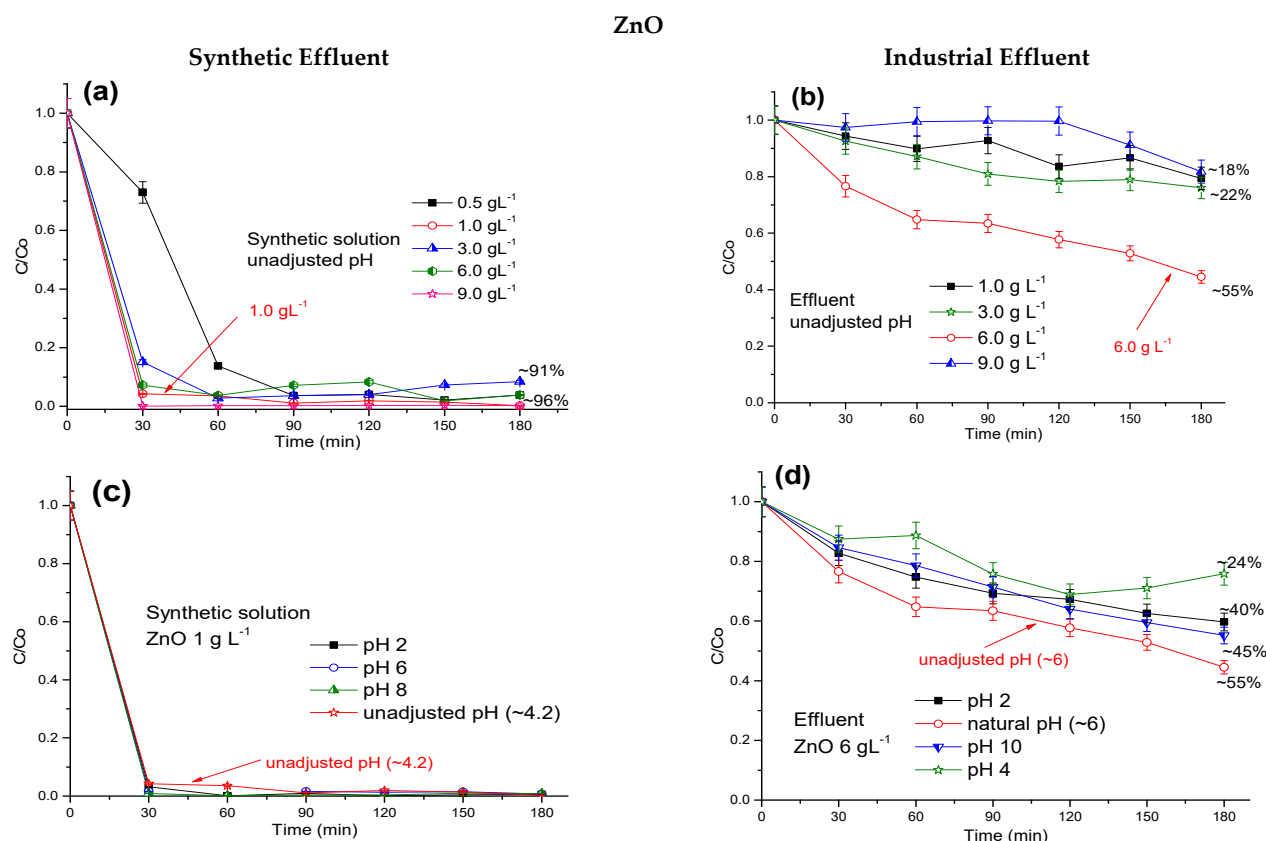 ZnO
Synthetic Effluent
Industrial Effluent
(a)
C/Co
1.0
0.8
0.6
0.4
0.2
0.0
0 30 60 90 120 150 180
Time (min)
Synthetic solution
unadjusted pH
0.5 gL⁻¹
1.0 gL⁻¹
3.0 gL⁻¹
6.0 gL⁻¹
9.0 gL⁻¹
1.0 gL⁻¹
~91%
~96%
(b)
C/Co
1.0
0.8
0.6
0.4
0.2
0.0
0 30 60 90 120 150 180
Time (min)
Effluent
unadjusted pH
1.0 g L⁻¹
3.0 g L⁻¹
6.0 g L⁻¹
9.0 g L⁻¹
6.0 g L⁻¹
~18%
~22%
~55%
(c)
C/Co
1.0
0.8
0.6
0.4
0.2
0.0
0 30 60 90 120 150 180
Time (min)
Synthetic solution
ZnO 1 g L⁻¹
pH 2
pH 6
pH 8
unadjusted pH (~4.2)
unadjusted pH (~4.2)
(d)
C/Co
1.0
0.8
0.6
0.4
0.2
0.0
0 30 60 90 120 150 180
Time (min)
~24%
~40%
~45%
~55%
unadjusted pH (~6)
Effluent
ZnO 6 gL⁻¹
pH 2
natural pH (~6)
pH 10
pH 4